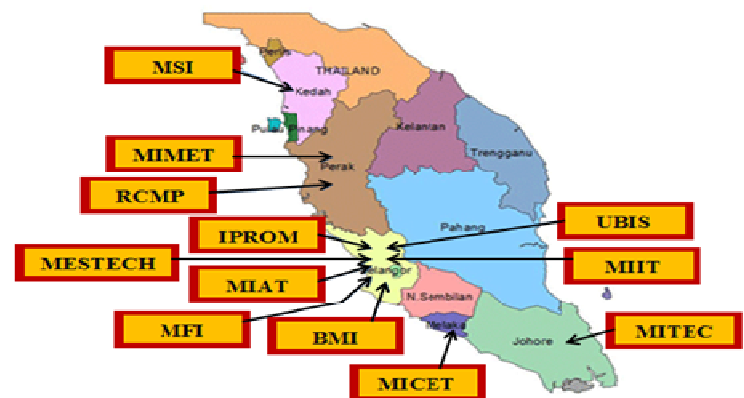 Perlis
MSI
THAILAND
Kedah
Pulau Pinang
Kelantan
Trengganu
MIMET
Perak
RCMP
IPROM
Pahang
UBIS
MESTECH
MIAT
Selangor
MIIT
N.Sembilan
MFI
BMI
Melaka
Johore
MITEC
MICET